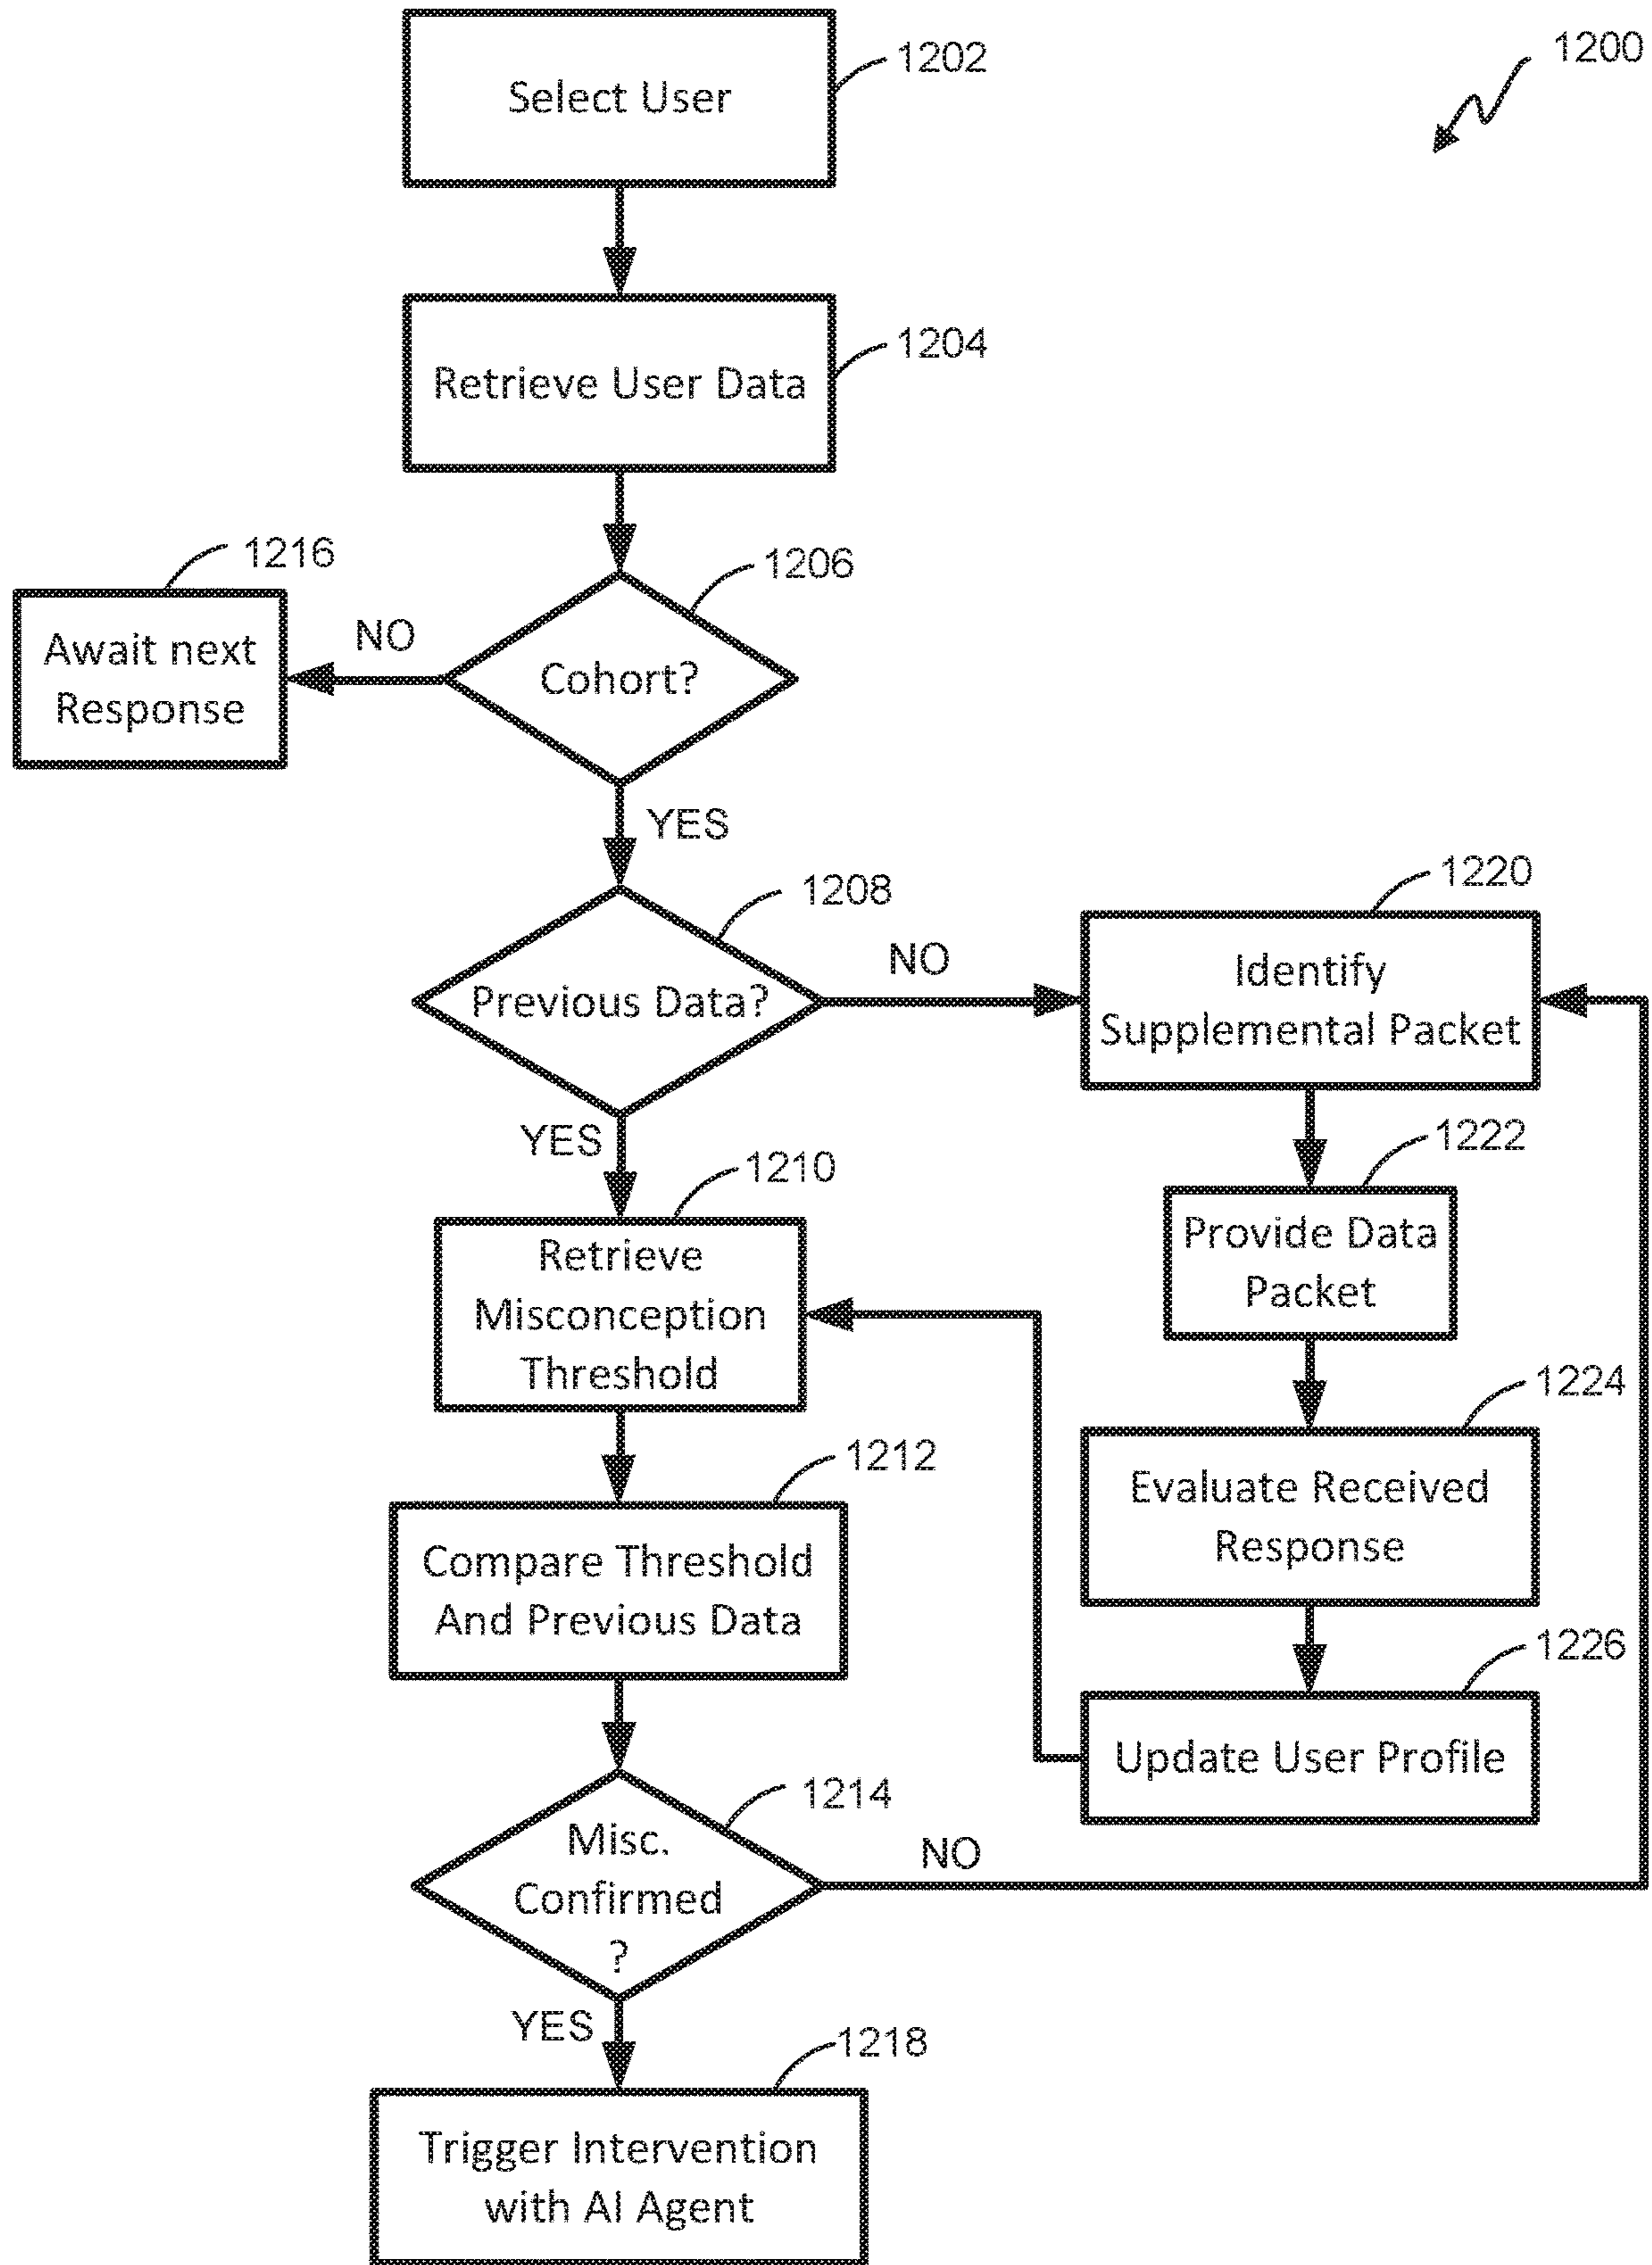 1200
1202
Select User
1204
Retrieve User Data
1206
Cohort?
NO
1216
Await next
Response
YES
1208
Previous Data?
NO
1220
Identify
Supplemental Packet
YES
1210
Retrieve
Misconception
Threshold
1222
Provide Data
Packet
1212
Compare Threshold
And Previous Data
1224
Evaluate Received
Response
1226
Update User Profile
1214
Misc.
Confirmed
?
NO
YES
1218
Trigger Intervention
with AI Agent